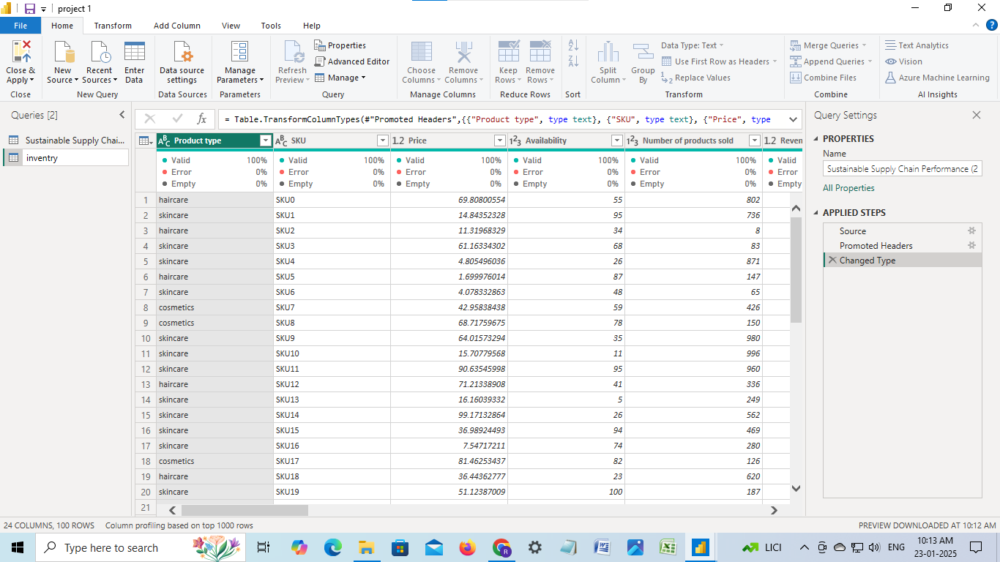 project 1
File Home Transform Add Column View Tools Help
Close & Apply
New Source
Recent Sources
Enter Data
Data source settings
Manage Parameters
Refresh Preview
Properties
Advanced Editor
Manage
Choose Columns
Remove Columns
Keep Rows
Remove Rows
Split Column
Group By
Data Type: Text
Use First Row as Headers
Replace Values
Merge Queries
Append Queries
Combine Files
Text Analytics
Vision
Azure Machine Learning
Close New Query Data Sources Parameters Query Manage Columns Reduce Rows Sort Transform Combine AI Insights
Queries [2]
Sustainable Supply Chai...
inventry
fx = Table.TransformColumnTypes(#"Promoted Headers",{{"Product type", type text}, {"SKU", type text}, {"Price", type
Product type SKU 1.2 Price 123 Availability 123 Number of products sold 1.2 Reven
Valid 100% Valid 100% Valid 100% Valid 100% Valid 100% Valid
Error 0% Error 0% Error 0% Error 0% Error 0% Error
Empty 0% Empty 0% Empty 0% Empty 0% Empty 0% Empty
1 haircare SKU0 69.80800554 55 802
2 skincare SKU1 14.84352328 95 736
3 haircare SKU2 11.31968329 34 8
4 skincare SKU3 61.16334302 68 83
5 skincare SKU4 4.805496036 26 871
6 haircare SKU5 1.699976014 87 147
7 skincare SKU6 4.078332863 48 65
8 cosmetics SKU7 42.95838438 59 426
9 cosmetics SKU8 68.71759675 78 150
10 skincare SKU9 64.01573294 35 980
11 skincare SKU10 15.70779568 11 996
12 skincare SKU11 90.63545998 95 960
13 haircare SKU12 71.21338908 41 336
14 skincare SKU13 16.16039332 5 249
15 skincare SKU14 99.17132864 26 562
16 skincare SKU15 36.98924493 94 469
17 skincare SKU16 7.54717211 74 280
18 cosmetics SKU17 81.46253437 82 126
19 haircare SKU18 36.44362777 23 620
20 skincare SKU19 51.12387009 100 187
21
Query Settings
PROPERTIES
Name
Sustainable Supply Chain Performance (2
All Properties
APPLIED STEPS
Source
Promoted Headers
Changed Type
24 COLUMNS, 100 ROWS Column profiling based on top 1000 rows PREVIEW DOWNLOADED AT 10:12 AM
Type here to search
LICI
ENG
10:13 AM
23-01-2025